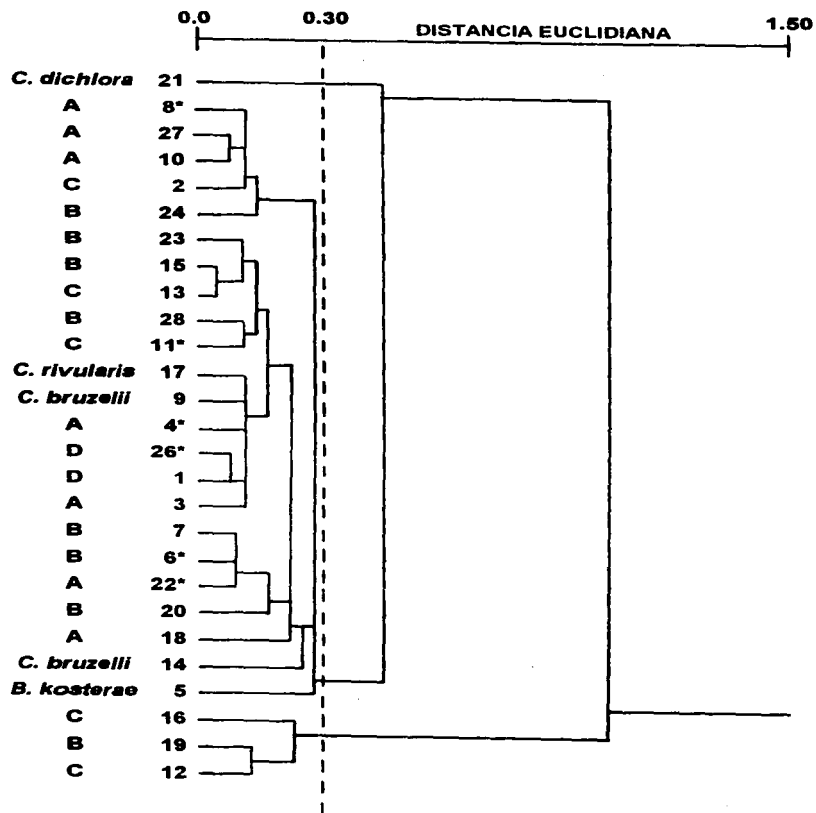 0.0 0.30 1.50
DISTANCIA EUCLIDIANA
C. dichlora 21
A 8*
A 27
A 10
C 2
B 24
B 23
B 15
C 13
B 28
C 11*
C. rivularis 17
C. bruzelii 9
A 4*
D 26*
D 1
A 3
B 7
B 6*
A 22*
B 20
A 18
C. bruzelii 14
B. kosterae 5
C 16
B 19
C 12